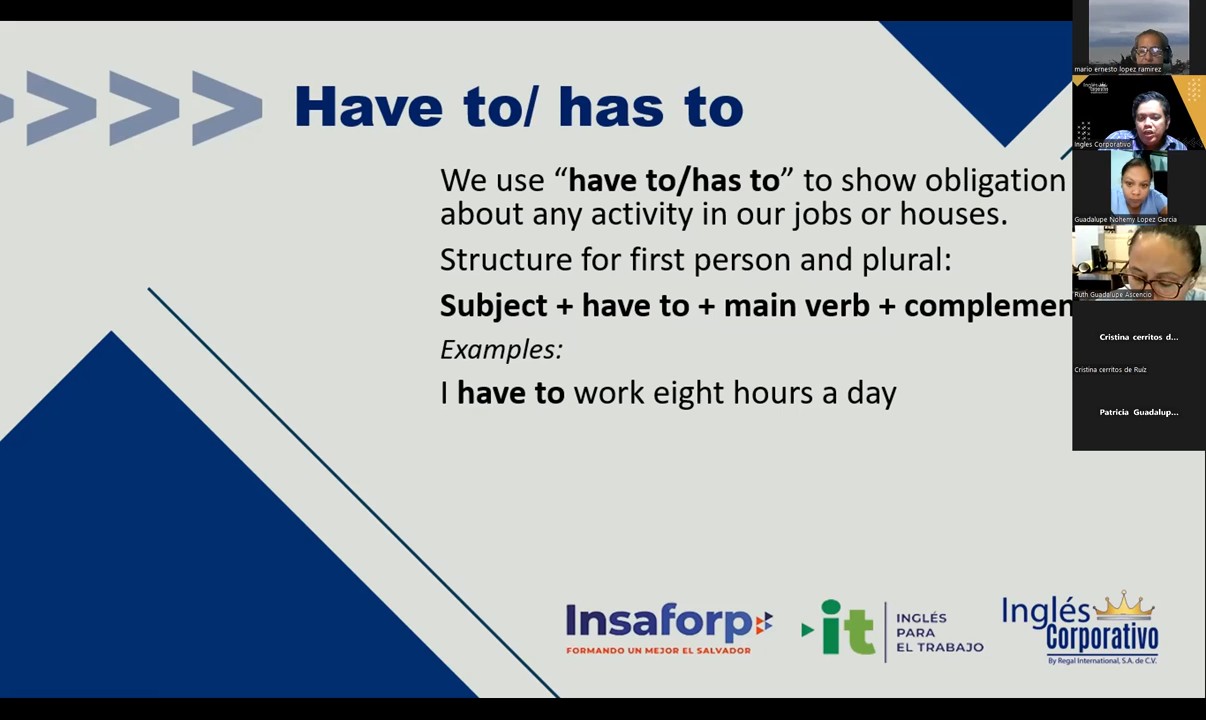 Have to/ has to
We use “have to/has to” to show obligation
about any activity in our jobs or houses.
Structure for first person and plural:
Subject + have to + main verb + complemen
Examples:
I have to work eight hours a day
Insaforp
FORMANDO UN MEJOR EL SALVADOR
it
INGLÉS
PARA
EL TRABAJO
Inglés
Corporativo
By Regal International, S.A. de C.V.
mario ernesto lopez ramirez
Ingles Corporativo
Guadalupe Nohemy Lopez Garcia
Ruth Guadalupe Ascencio
Cristina cerritos d...
Cristina cerritos de Ruíz
Patricia Guadalup...